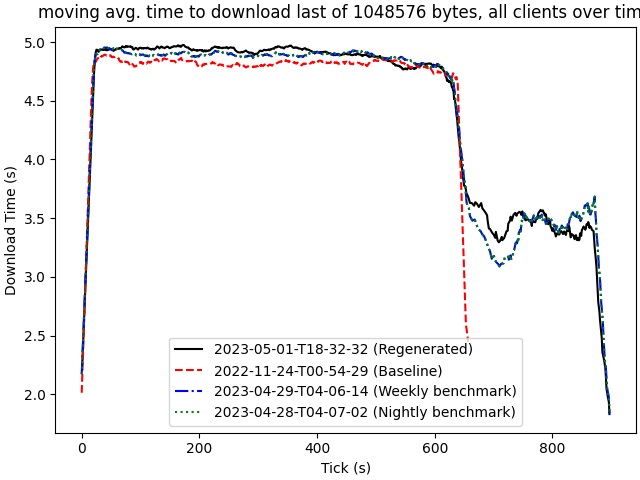 moving avg. time to download last of 1048576 bytes, all clients over tim
5.0
4.5
4.0
3.5
3.0
2.5
2.0
Download Time (s)
2023-05-01-T18-32-32 (Regenerated)
2022-11-24-T00-54-29 (Baseline)
2023-04-29-T04-06-14 (Weekly benchmark)
2023-04-28-T04-07-02 (Nightly benchmark)
0 200 400 600 800
Tick (s)